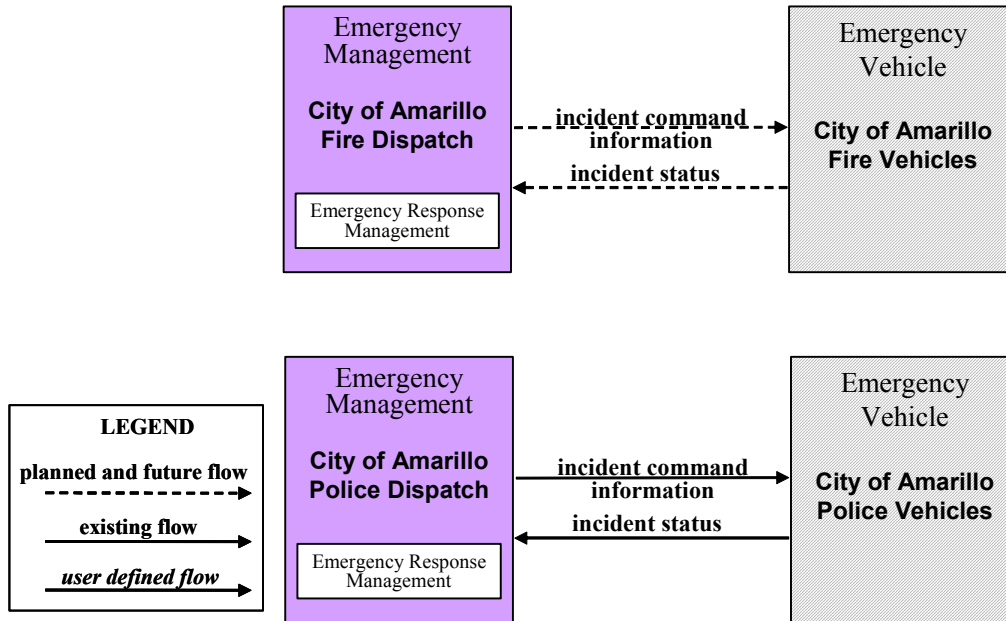 Emergency
Management
City of Amarillo
Fire Dispatch
Emergency Response
Management
incident command
information
incident status
Emergency
Vehicle
City of Amarillo
Fire Vehicles
Emergency
Management
City of Amarillo
Police Dispatch
Emergency Response
Management
incident command
information
incident status
Emergency
Vehicle
City of Amarillo
Police Vehicles
LEGEND
planned and future flow
existing flow
user defined flow